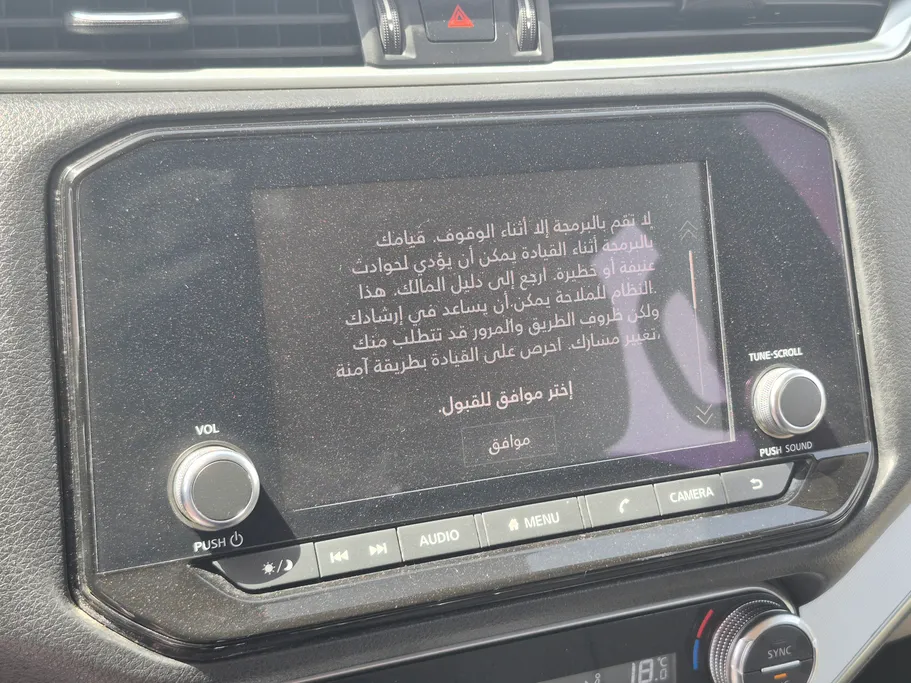 لا تقم بالبرمجة إلا أثناء الوقوف. قيامك
بالبرمجة أثناء القيادة يمكن أن يؤدي لحوادث
عنيفة أو خطيرة. ارجع إلى دليل المالك. هذا
النظام للملاحة يمكن أن يساعد في إرشادك.
ولكن ظروف الطريق والمرور قد تتطلب منك
تغيير مسارك. احرص على القيادة بطريقة آمنة،
إختر موافق للقبول.
موافق
TUNE-SCROLL
PUSH SOUND
VOL
PUSH
AUDIO
MENU
CAMERA
18.0
°C
SYNC